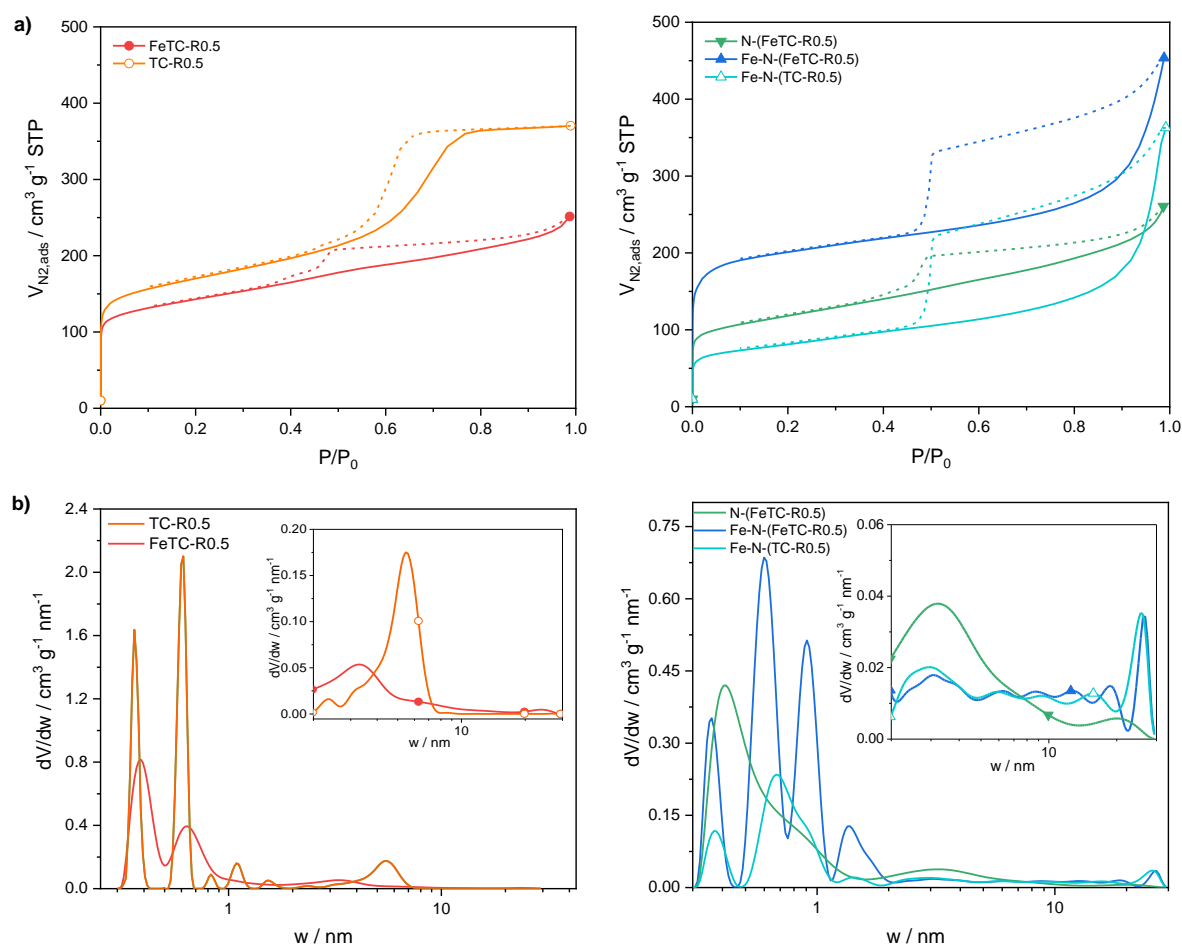 a)
FeTC-R0.5
TC-R0.5
V_N2,ads / cm³ g⁻¹ STP
500
400
300
200
100
0
0.0 0.2 0.4 0.6 0.8 1.0
P/P₀
N-(FeTC-R0.5)
Fe-N-(FeTC-R0.5)
Fe-N-(TC-R0.5)
V_N2,ads / cm³ g⁻¹ STP
500
400
300
200
100
0
0.0 0.2 0.4 0.6 0.8 1.0
P/P₀
b)
TC-R0.5
FeTC-R0.5
dV/dw / cm³ g⁻¹ nm⁻¹
2.4
2.0
1.6
1.2
0.8
0.4
0.0
1 10
w / nm
dV/dw / cm³ g⁻¹ nm⁻¹
0.20
0.15
0.10
0.05
0.00
10
w / nm
N-(FeTC-R0.5)
Fe-N-(FeTC-R0.5)
Fe-N-(TC-R0.5)
dV/dw / cm³ g⁻¹ nm⁻¹
0.75
0.60
0.45
0.30
0.15
0.00
1 10
w / nm
dV/dw / cm³ g⁻¹ nm⁻¹
0.06
0.04
0.02
0.00
10
w / nm